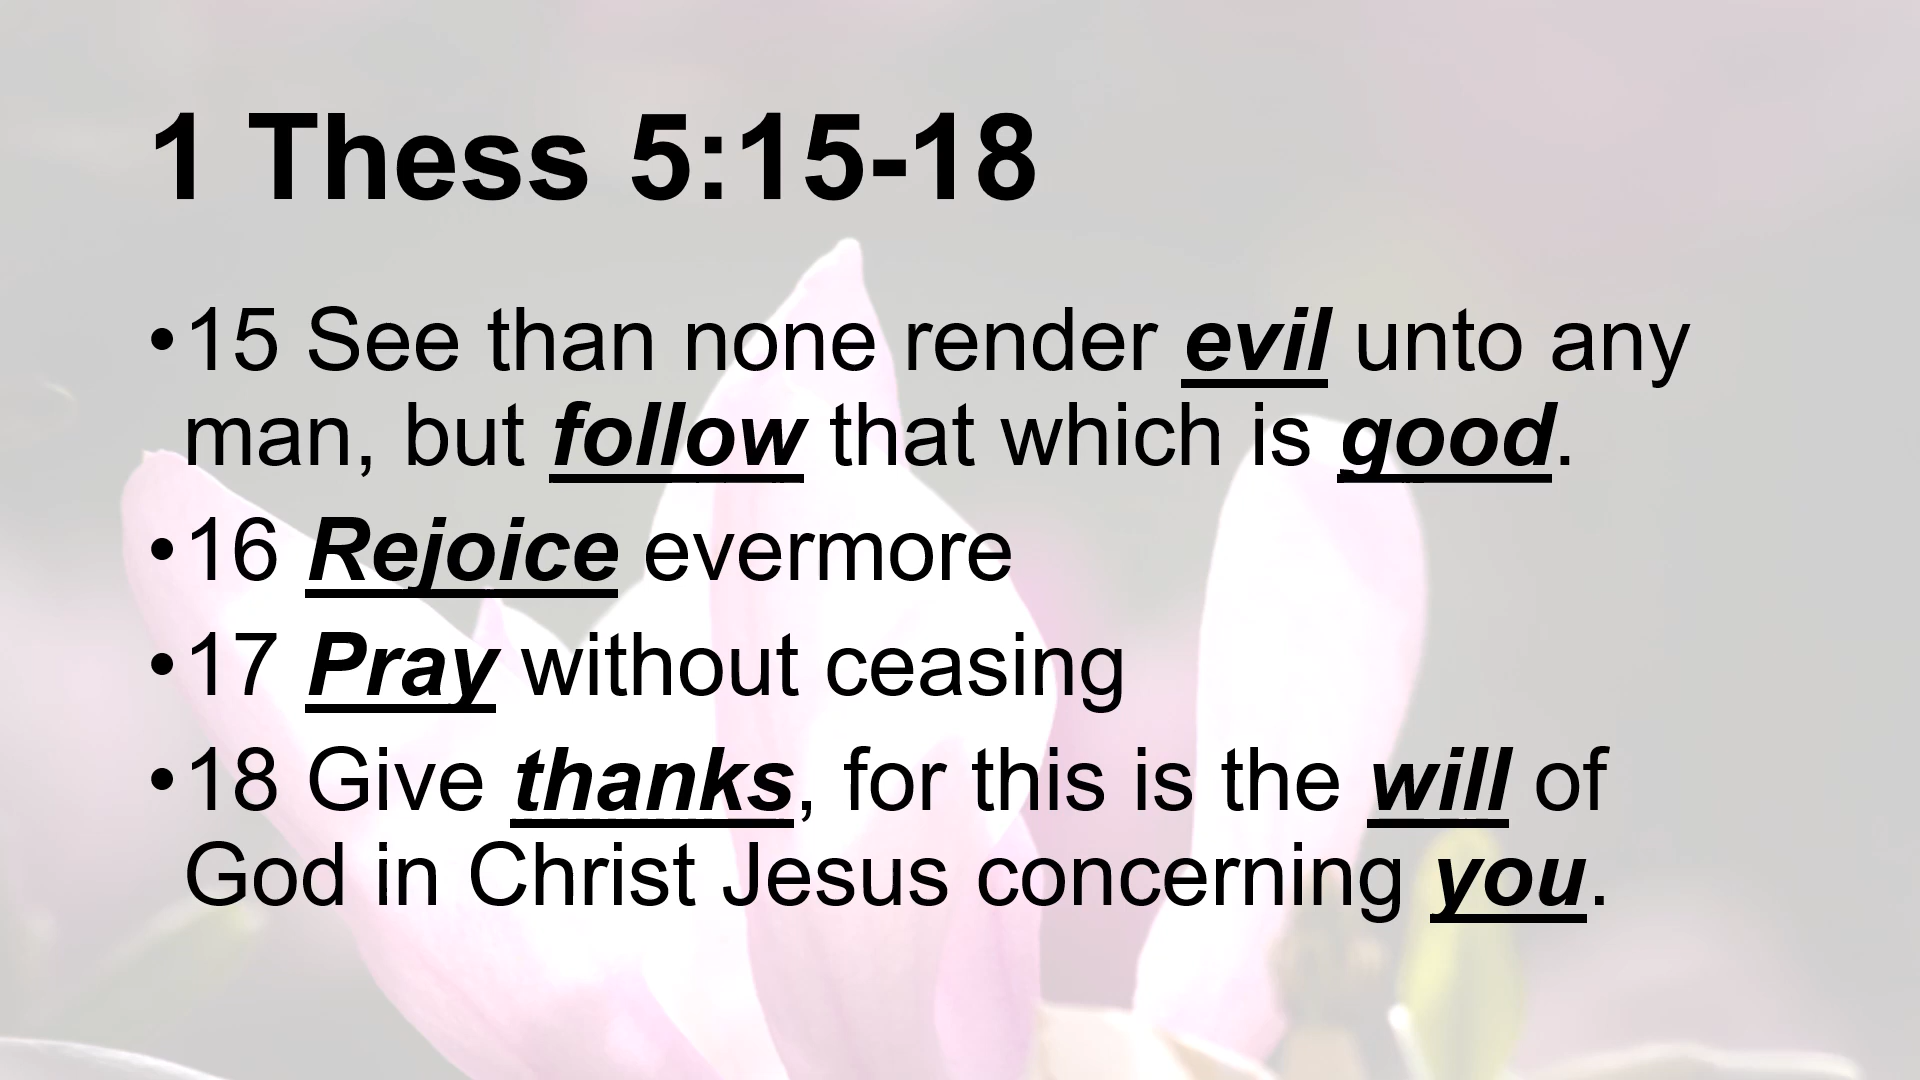 1 Thess 5:15-18
•15 See than none render evil unto any
man, but follow that which is good.
•16 Rejoice evermore
•17 Pray without ceasing
•18 Give thanks, for this is the will of
God in Christ Jesus concerning you.